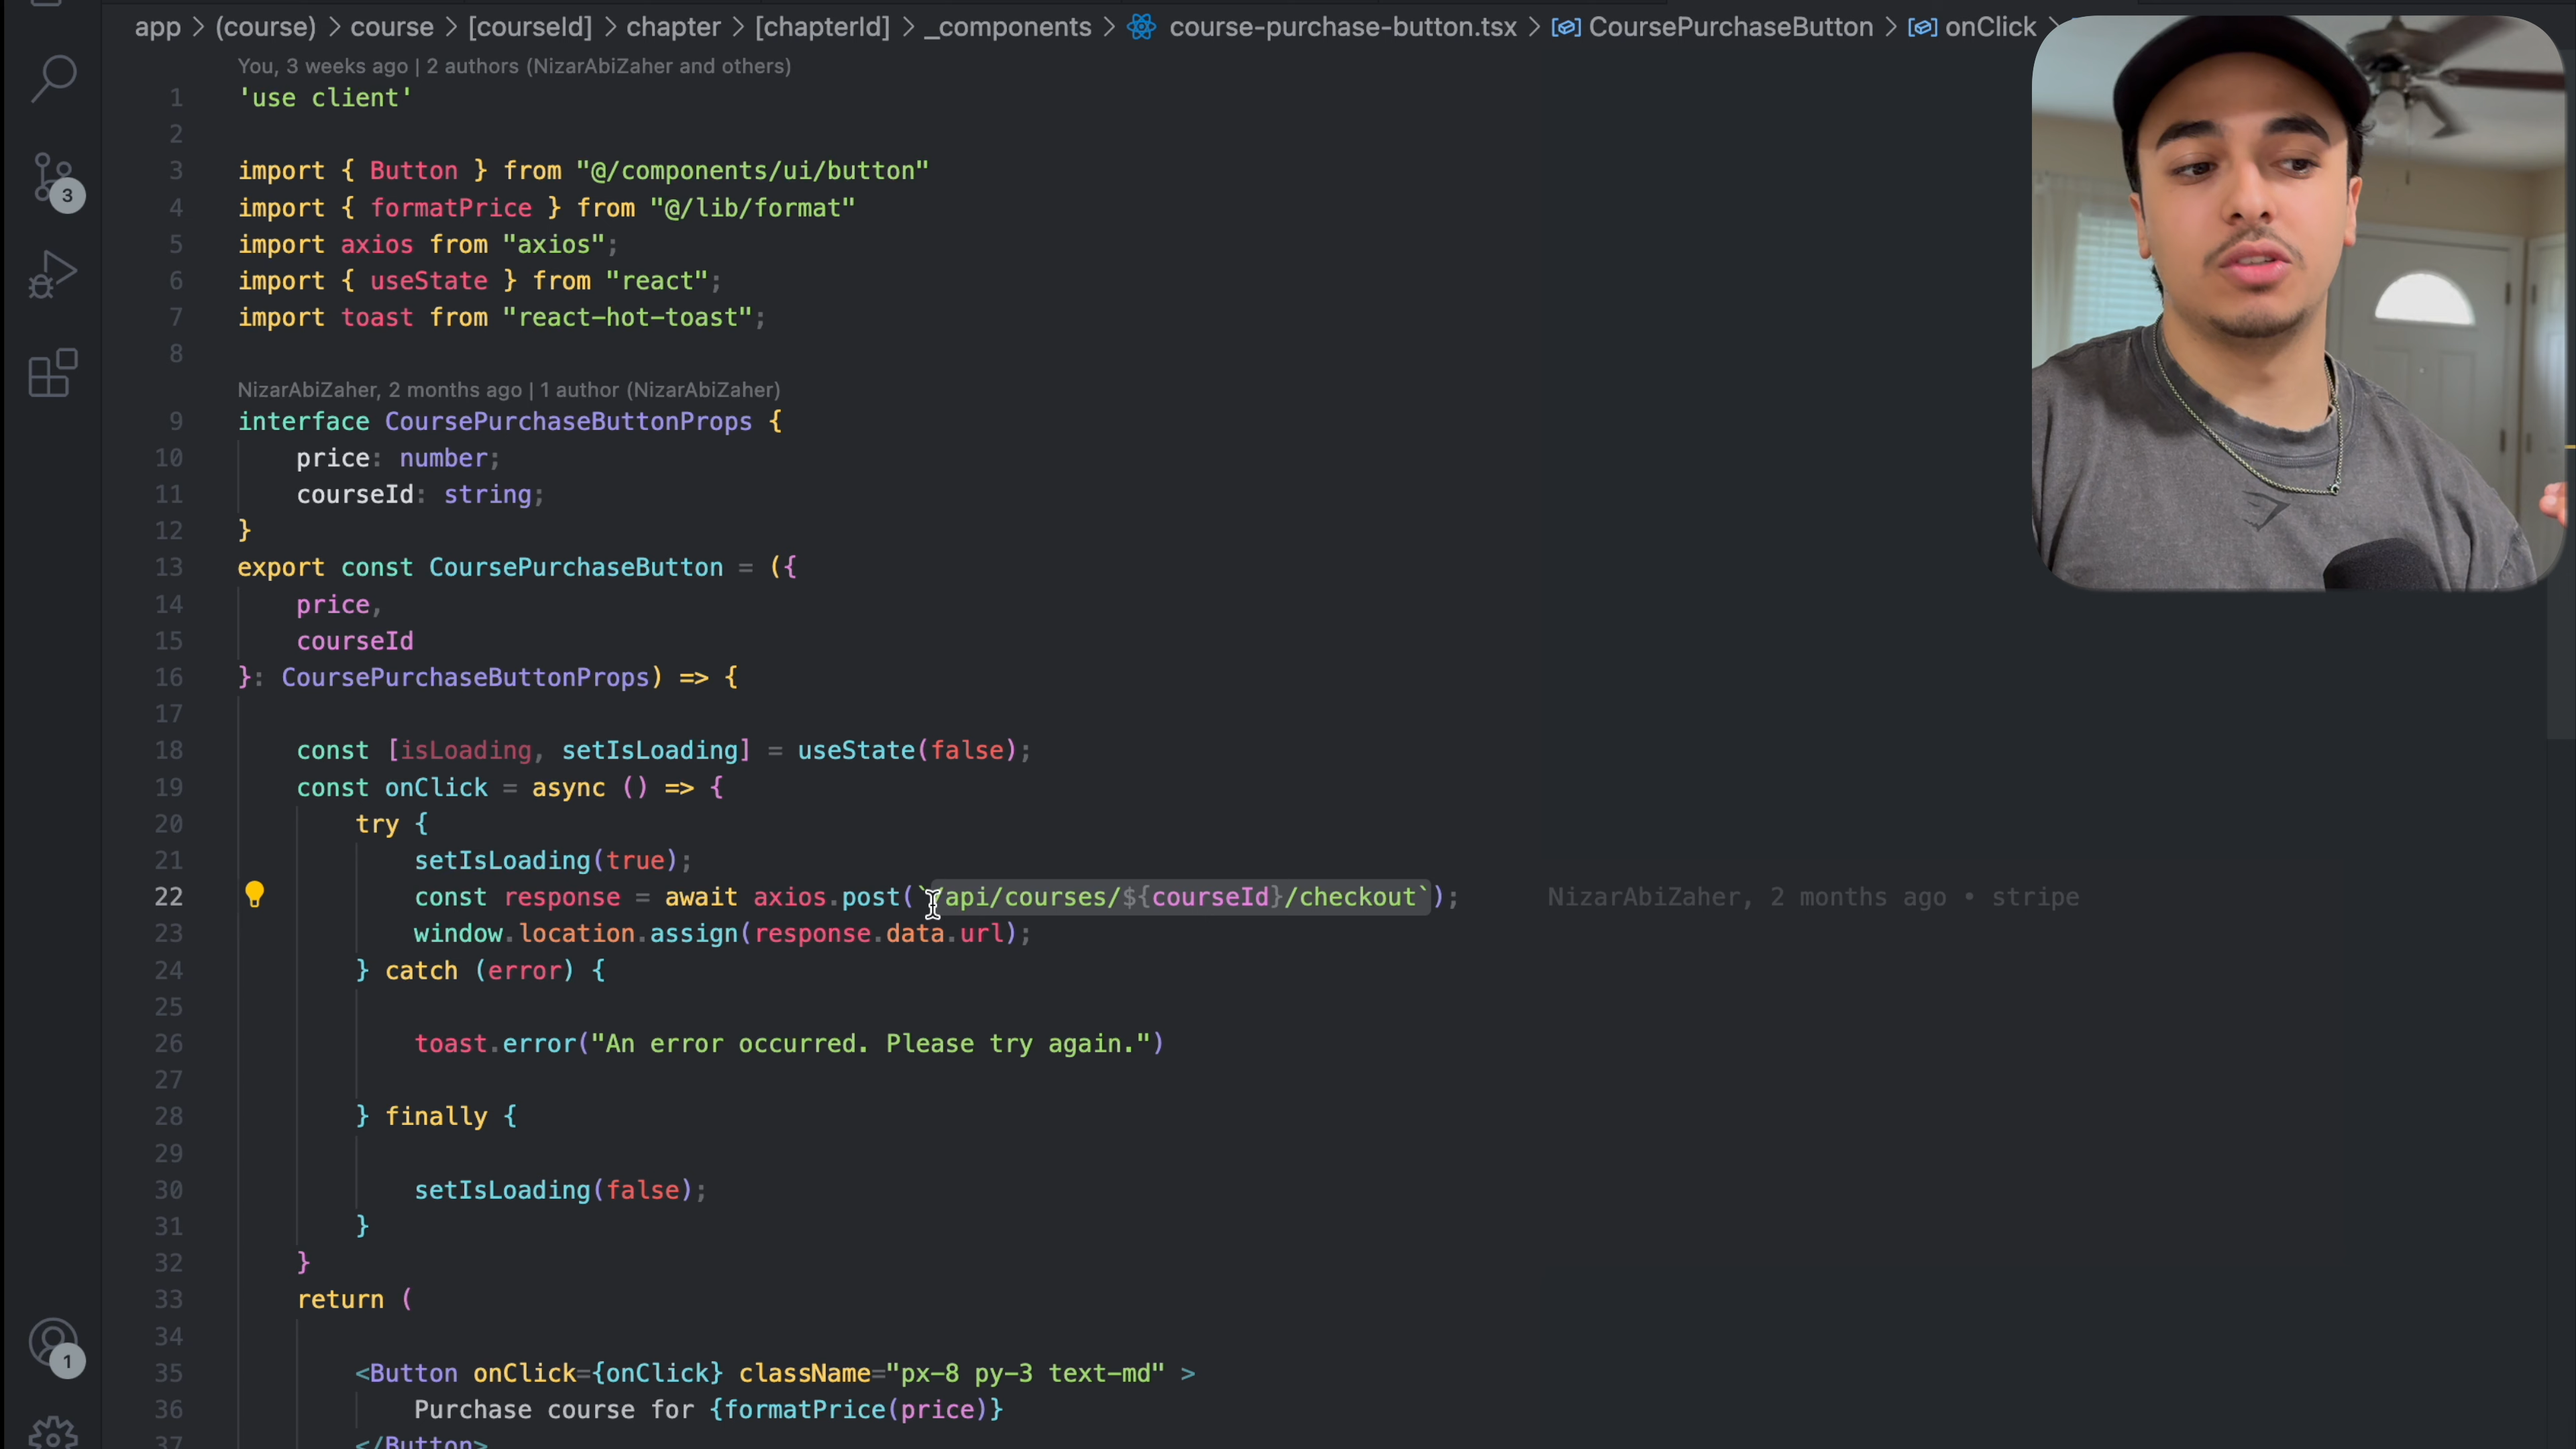 app > (course) > course > [courseId] > chapter > [chapterId] > _components > course-purchase-button.tsx > CoursePurchaseButton > onClick >
You, 3 weeks ago | 2 authors (NizarAbiZaher and others)
1 'use client'
2
3 import { Button } from "@/components/ui/button"
4 import { formatPrice } from "@/lib/format"
5 import axios from "axios";
6 import { useState } from "react";
7 import toast from "react-hot-toast";
8
NizarAbiZaher, 2 months ago | 1 author (NizarAbiZaher)
9 interface CoursePurchaseButtonProps {
10 price: number;
11 courseId: string;
12 }
13 export const CoursePurchaseButton = ({
14 price,
15 courseId
16 }: CoursePurchaseButtonProps) => {
17
18 const [isLoading, setIsLoading] = useState(false);
19 const onClick = async () => {
20 try {
21 setIsLoading(true);
22 const response = await axios.post(`/api/courses/${courseId}/checkout`); NizarAbiZaher, 2 months ago • stripe
23 window.location.assign(response.data.url);
24 } catch (error) {
25
26 toast.error("An error occurred. Please try again.")
27
28 } finally {
29
30 setIsLoading(false);
31 }
32 }
33 return (
34
35 <Button onClick={onClick} className="px-8 py-3 text-md" >
36 Purchase course for {formatPrice(price)}
37 </Button>
3
1